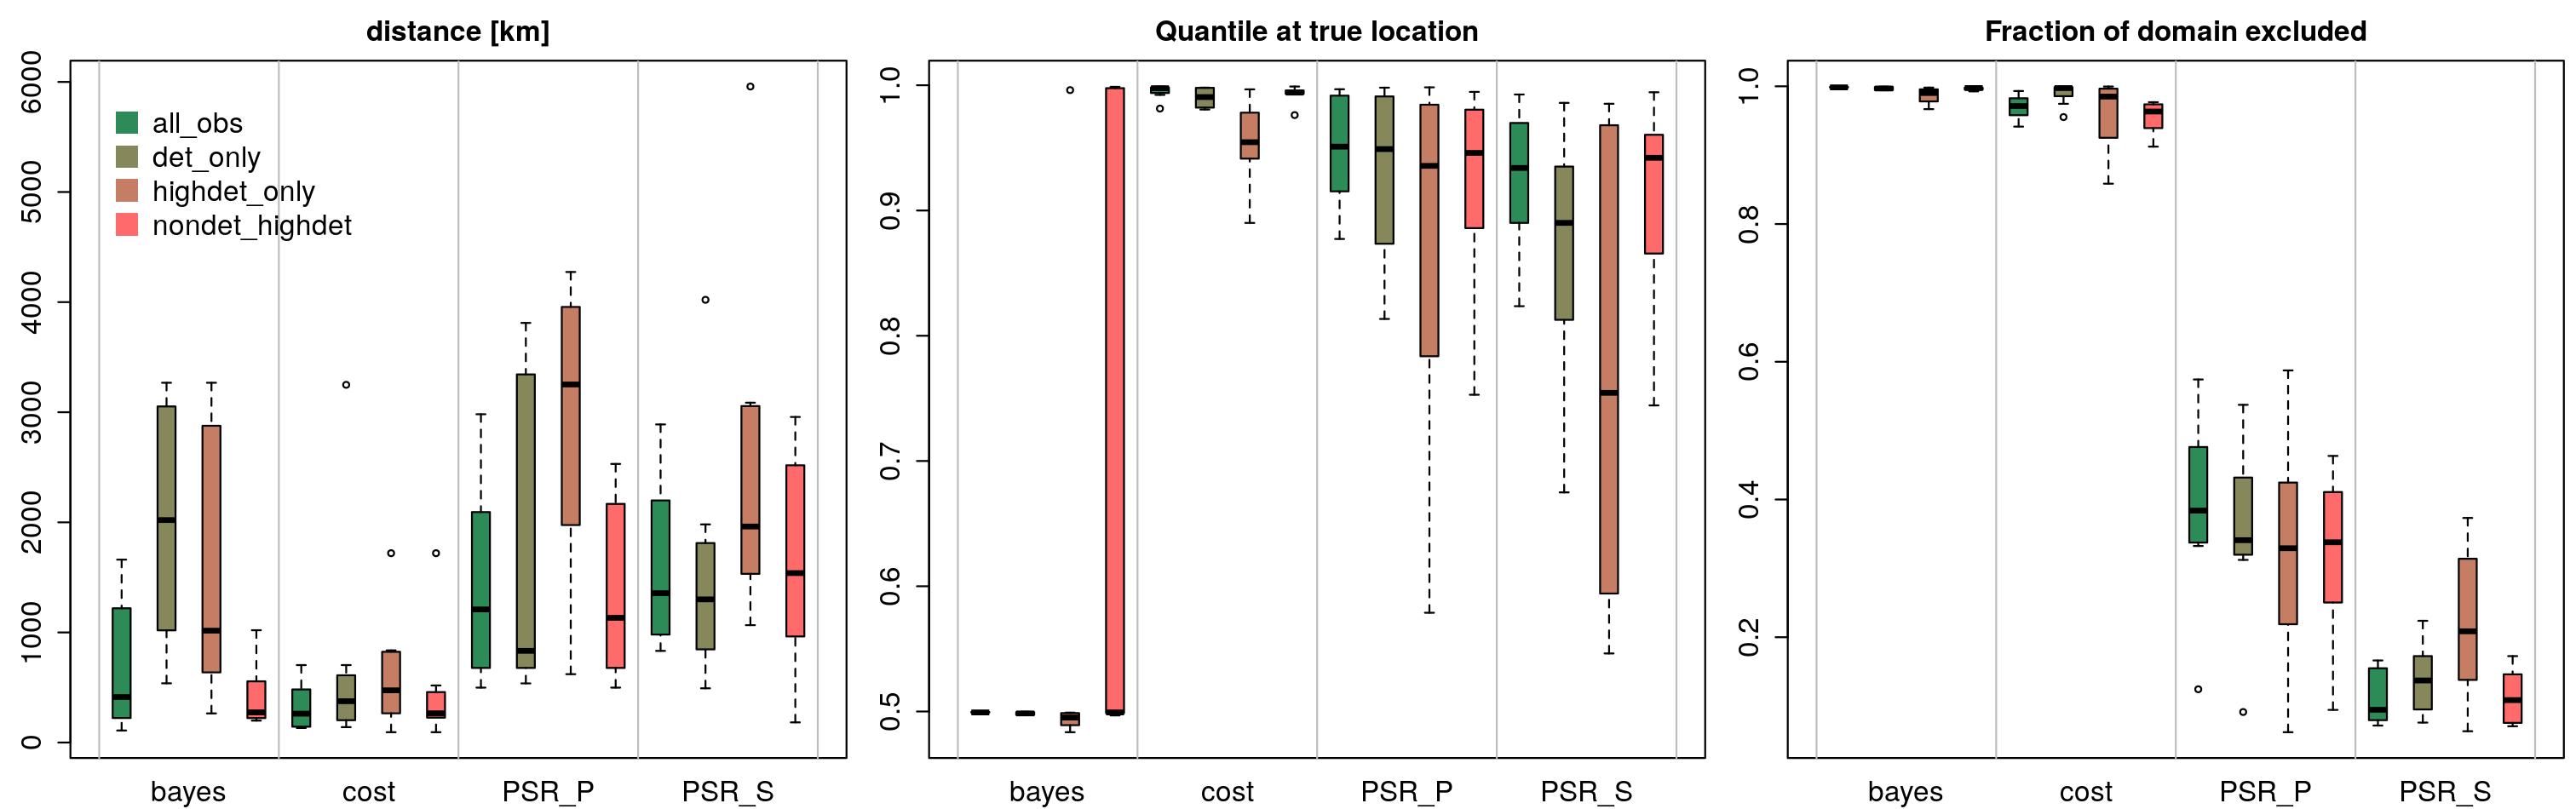 distance [km]
6000
5000
4000
3000
2000
1000
0
all_obs
det_only
highdet_only
nondet_highdet
bayes cost PSR_P PSR_S
Quantile at true location
1.0
0.9
0.8
0.7
0.6
0.5
bayes cost PSR_P PSR_S
Fraction of domain excluded
1.0
0.8
0.6
0.4
0.2
bayes cost PSR_P PSR_S